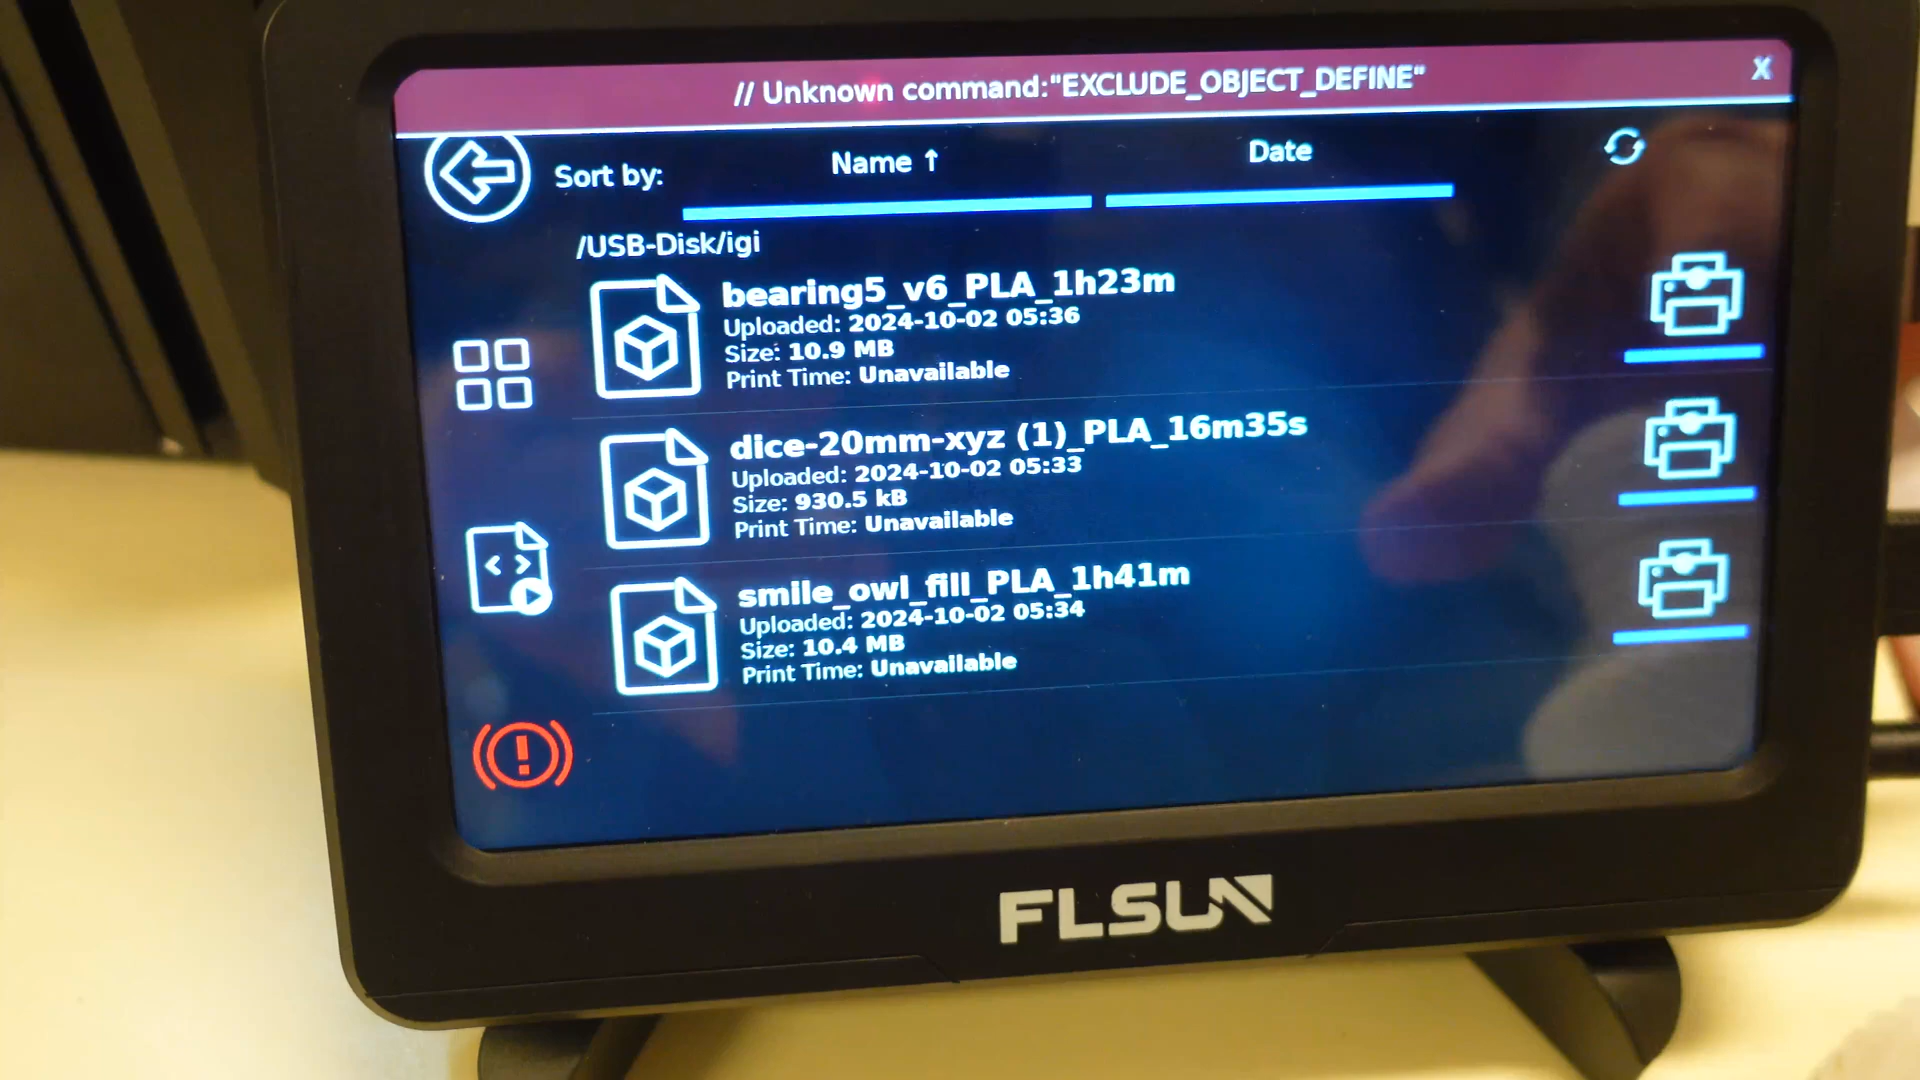 // Unknown command:"EXCLUDE_OBJECT_DEFINE"
X
Sort by:
Name ↑
Date
/USB-Disk/igi
bearing5_v6_PLA_1h23m
Uploaded: 2024-10-02 05:36
Size: 10.9 MB
Print Time: Unavailable
dice-20mm-xyz (1)_PLA_16m35s
Uploaded: 2024-10-02 05:33
Size: 930.5 kB
Print Time: Unavailable
smile_owl_fill_PLA_1h41m
Uploaded: 2024-10-02 05:34
Size: 10.4 MB
Print Time: Unavailable
FLSUN